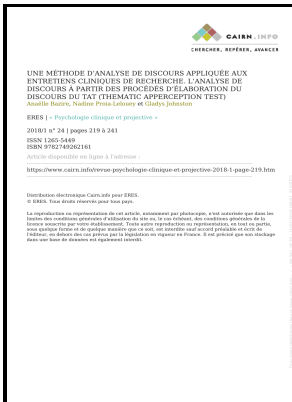 CAIRN.INFO
CHERCHER, REPÉRER, AVANCER
UNE MÉTHODE D'ANALYSE DE DISCOURS APPLIQUÉE AUX
ENTRETIENS CLINIQUES DE RECHERCHE. L'ANALYSE DE
DISCOURS À PARTIR DES PROCÉDÉS D'ÉLABORATION DU
DISCOURS DU TAT (THEMATIC APPERCEPTION TEST)
Anaëlle Bazire, Nadine Proia-Lelouey et Gladys Johnston
ERES | « Psychologie clinique et projective »
2018/1 n° 24 | pages 219 à 241
ISSN 1265-5449
ISBN 9782749262161
Article disponible en ligne à l'adresse :
https://www.cairn.info/revue-psychologie-clinique-et-projective-2018-1-page-219.htm
Distribution électronique Cairn.info pour ERES.
© ERES. Tous droits réservés pour tous pays.
La reproduction ou représentation de cet article, notamment par photocopie, n'est autorisée que dans les
limites des conditions générales d'utilisation du site ou, le cas échéant, des conditions générales de la
licence souscrite par votre établissement. Toute autre reproduction ou représentation, en tout ou partie,
sous quelque forme et de quelque manière que ce soit, est interdite sauf accord préalable et écrit de
l'éditeur, en dehors des cas prévus par la législation en vigueur en France. Il est précisé que son stockage
dans une base de données est également interdit.